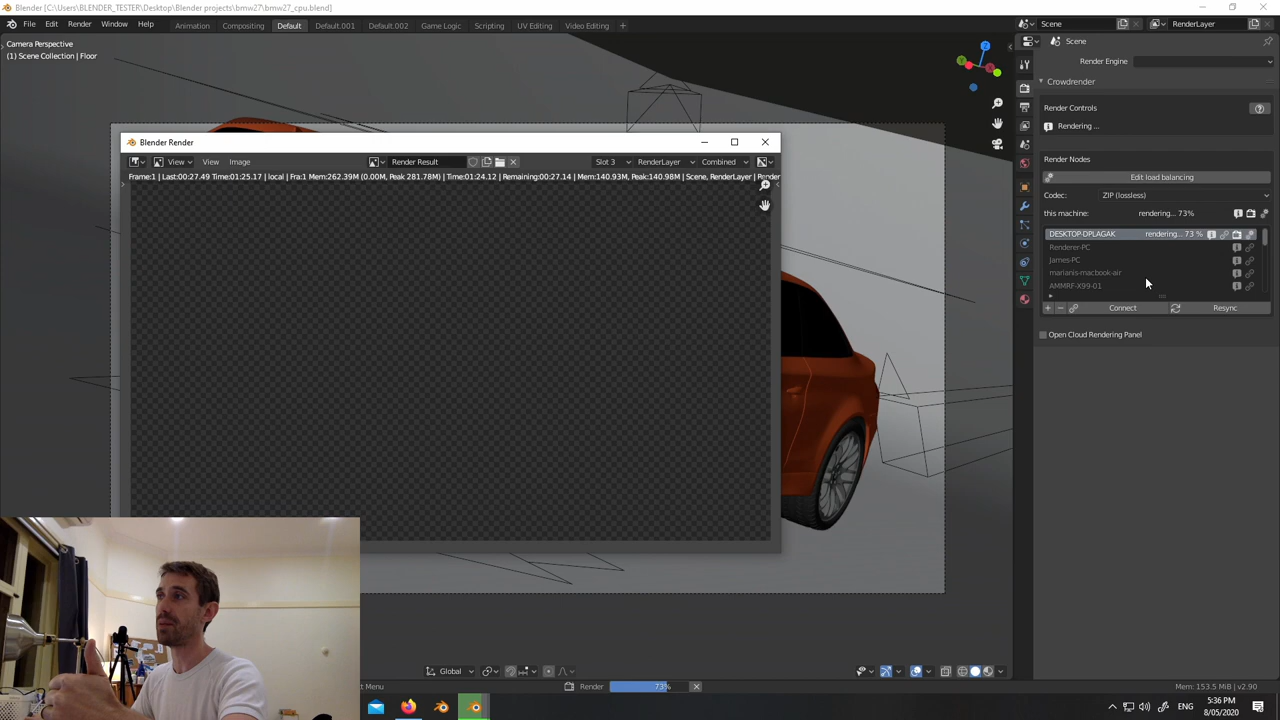 Blender [C:\Users\BLENDER_TESTER\Desktop\Blender projects\bmw27\bmw27_cpu.blend]
File Edit Render Window Help Animation Compositing Default Default.001 Default.002 Game Logic Scripting UV Editing Video Editing + Scene RenderLayer
Camera Perspective
(1) Scene Collection | Floor
Scene
Render Engine
Crowdrender
Render Controls
Rendering ...
Render Nodes
Edit load balancing
Codec: ZIP (lossless)
this machine: rendering... 73%
DESKTOP-DPLAGAK rendering... 73 %
Renderer-PC
James-PC
marianis-macbook-air
AMMRF-X99-01
Connect Resync
Open Cloud Rendering Panel
Z
Y
X
Blender Render
View View Image Render Result Slot 3 RenderLayer Combined
Frame:1 | Last:00:27.49 Time:01:25.17 | local | Fra:1 Mem:262.39M (0.00M, Peak 281.78M) | Time:01:24.12 | Remaining:00:27.14 | Mem:140.93M, Peak:140.98M | Scene, RenderLayer | Render
Global
t Menu Render 73% Mem: 153.5 MiB | v2.90
ENG 5:36 PM
8/05/2020